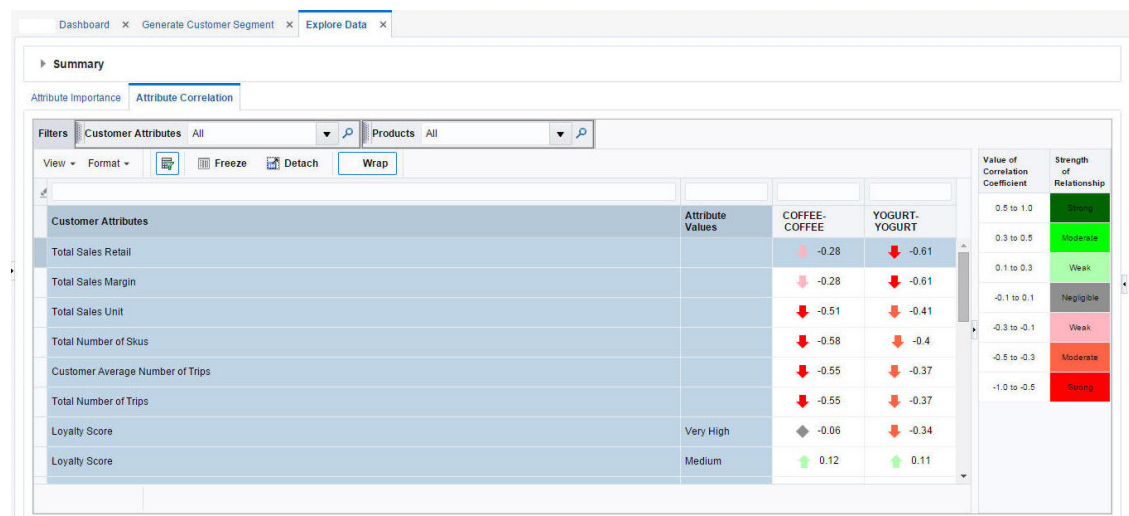 Dashboard × Generate Customer Segment × Explore Data ×
Summary
Attribute Importance Attribute Correlation
Filters Customer Attributes All Products All
View Format Freeze Detach Wrap
Customer Attributes Attribute Values COFFEE-COFFEE YOGURT-YOGURT
Total Sales Retail -0.28 -0.61
Total Sales Margin -0.28 -0.61
Total Sales Unit -0.51 -0.41
Total Number of Skus -0.58 -0.4
Customer Average Number of Trips -0.55 -0.37
Total Number of Trips -0.55 -0.37
Loyalty Score Very High -0.06 -0.34
Loyalty Score Medium 0.12 0.11
Value of Correlation Coefficient Strength of Relationship
0.5 to 1.0 Strong
0.3 to 0.5 Moderate
0.1 to 0.3 Weak
-0.1 to 0.1 Negligible
-0.3 to -0.1 Weak
-0.5 to -0.3 Moderate
-1.0 to -0.5 Strong